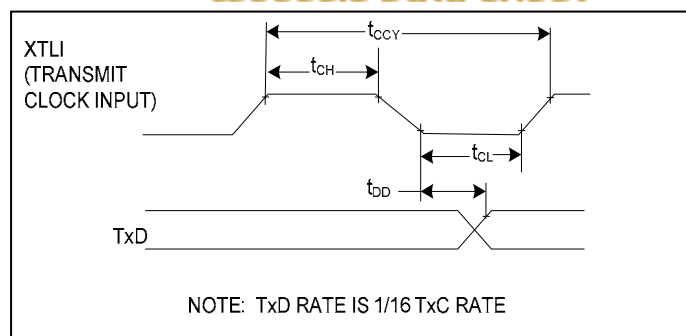 tCCY
XTLI
(TRANSMIT
CLOCK INPUT)
tCH
tCL
tDD
TxD
NOTE: TxD RATE IS 1/16 TxC RATE